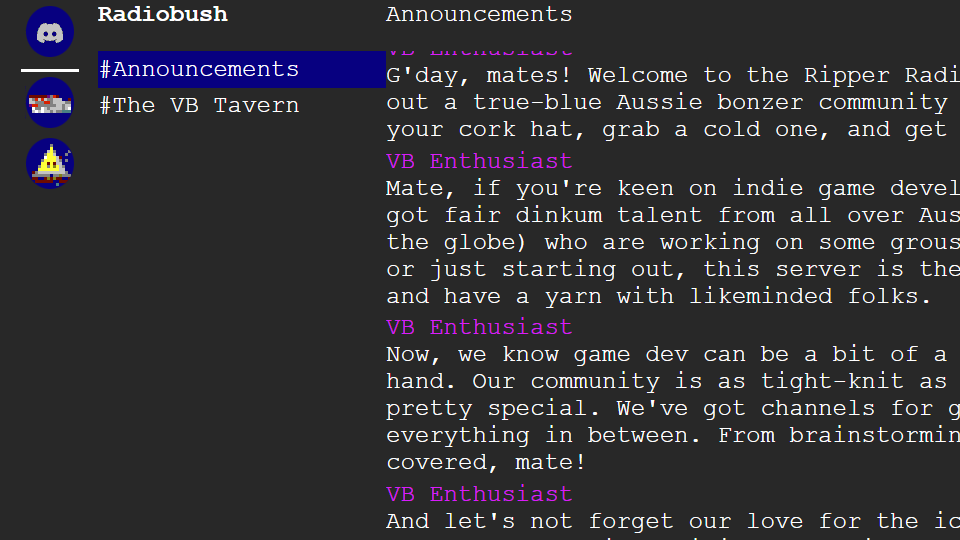 Radiobush
Announcements
#Announcements
#The VB Tavern
VB Enthusiast
G'day, mates! Welcome to the Ripper Radi
out a true-blue Aussie bonzer community
your cork hat, grab a cold one, and get
VB Enthusiast
Mate, if you're keen on indie game devel
got fair dinkum talent from all over Aus
the globe) who are working on some grous
or just starting out, this server is the
and have a yarn with likeminded folks.
VB Enthusiast
Now, we know game dev can be a bit of a
hand. Our community is as tight-knit as
pretty special. We've got channels for g
everything in between. From brainstormin
covered, mate!
VB Enthusiast
And let's not forget our love for the ic